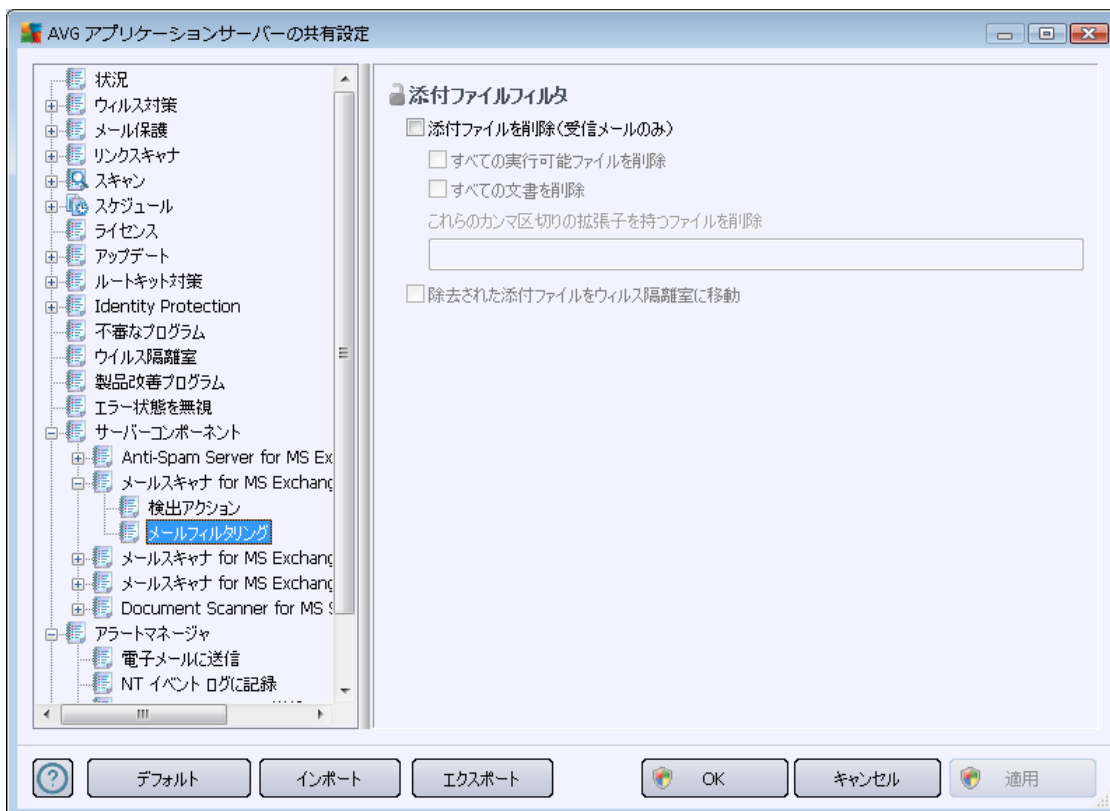 AVG アプリケーションサーバーの共有設定
状況
ウィルス対策
メール保護
リンクスキャナ
スキャン
スケジュール
ライセンス
アップデート
ルートキット対策
Identity Protection
不審なプログラム
ウイルス隔離室
製品改善プログラム
エラー状態を無視
サーバーコンポーネント
Anti-Spam Server for MS Ex
メールスキャナ for MS Exchang
検出アクション
メールフィルタリング
メールスキャナ for MS Exchang
メールスキャナ for MS Exchang
Document Scanner for MS S
アラートマネージャ
電子メールに送信
NT イベント ログに記録
添付ファイルフィルタ
添付ファイルを削除(受信メールのみ)
すべての実行可能ファイルを削除
すべての文書を削除
これらのカンマ区切りの拡張子を持つファイルを削除
除去された添付ファイルをウィルス隔離室に移動
デフォルト
インポート
エクスポート
OK
キャンセル
適用